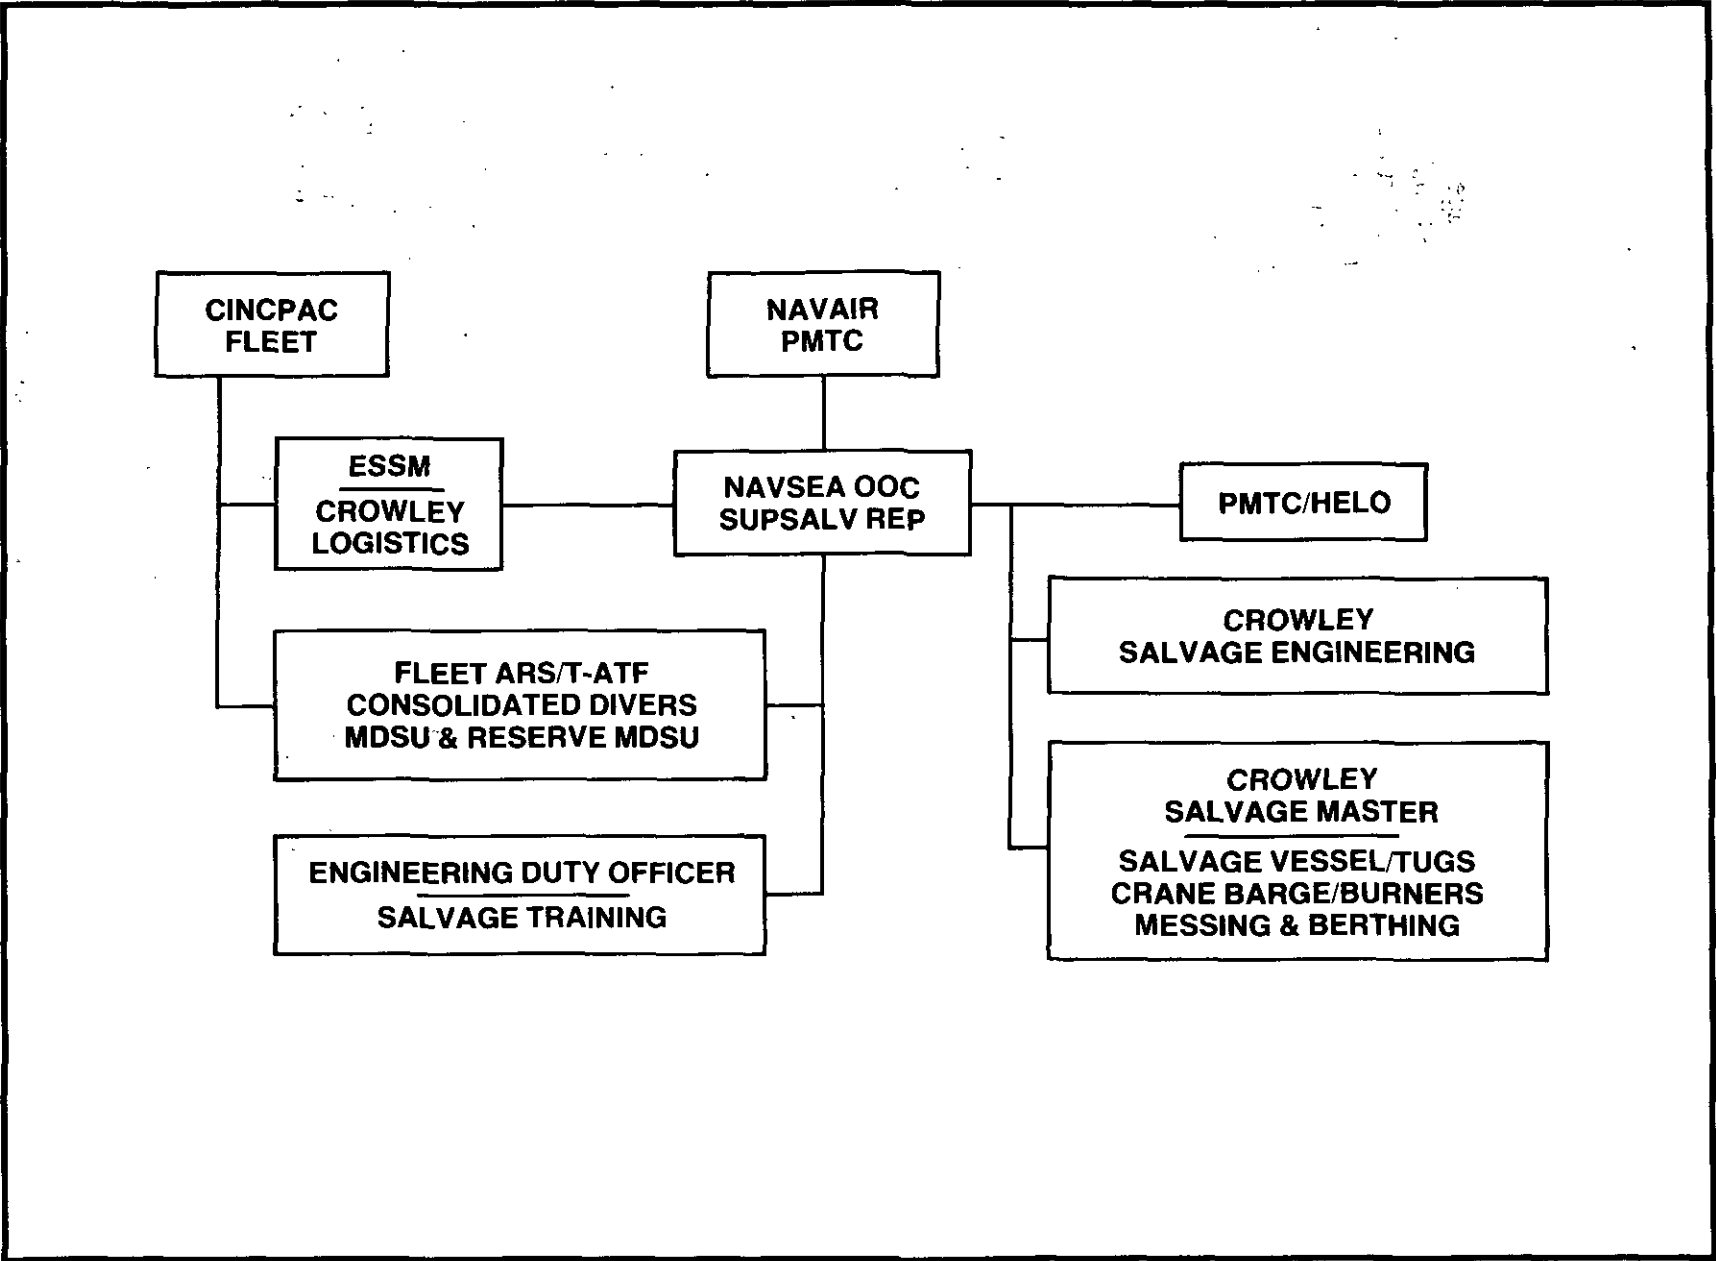 CINCPAC
FLEET
NAVAIR
PMTC
ESSM
CROWLEY
LOGISTICS
NAVSEA OOC
SUPSALV REP
PMTC/HELO
CROWLEY
SALVAGE ENGINEERING
FLEET ARS/T-ATF
CONSOLIDATED DIVERS
MDSU & RESERVE MDSU
CROWLEY
SALVAGE MASTER
SALVAGE VESSEL/TUGS
CRANE BARGE/BURNERS
MESSING & BERTHING
ENGINEERING DUTY OFFICER
SALVAGE TRAINING